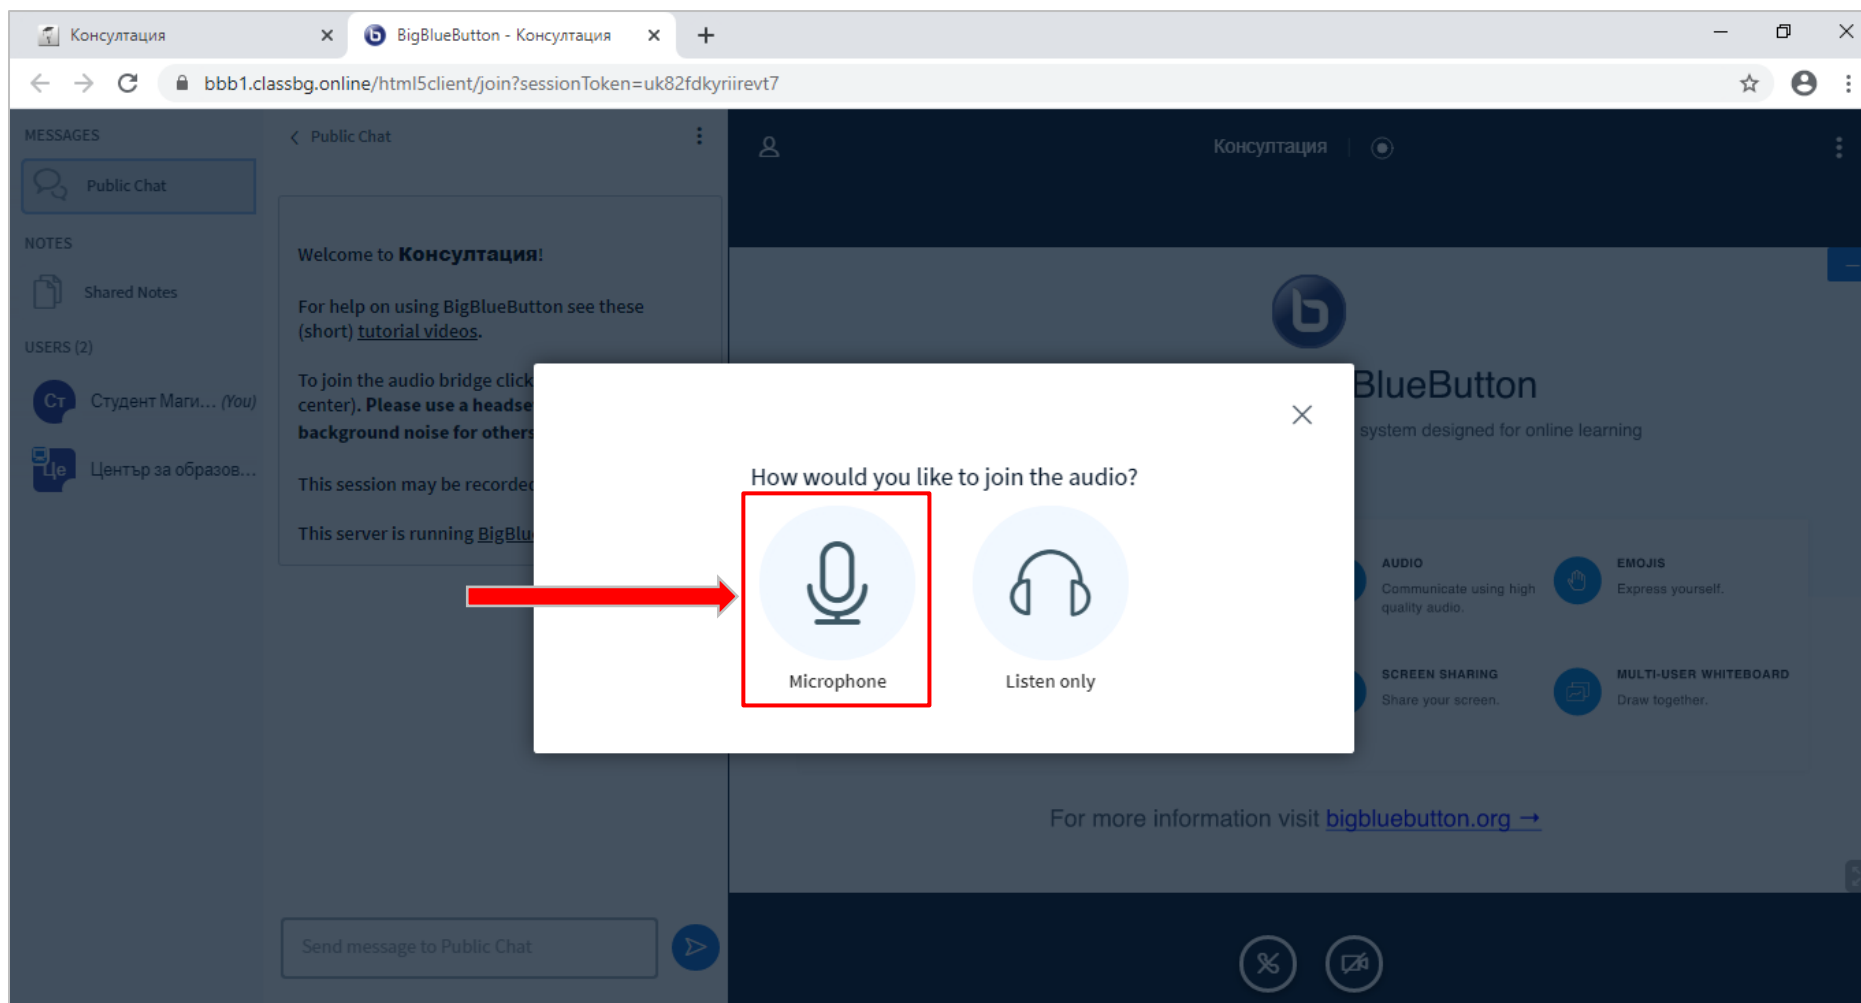 Консултация
BigBlueButton - Консултация
bbb1.classbg.online/html5client/join?sessionToken=uk82fdkyriirevt7
MESSAGES
Public Chat
NOTES
Shared Notes
USERS (2)
Ст Студент Маги... (You)
Це Център за образов...
Public Chat
Welcome to Консултация!
For help on using BigBlueButton see these
(short) tutorial videos.
To join the audio bridge click
center). Please use a
background noise for others
This session may be
This server is running
Send message to Public Chat
Консултация
BlueButton
system designed for online learning
AUDIO
Communicate using high
quality audio.
EMOJIS
Express yourself.
SCREEN SHARING
Share your screen.
MULTI-USER WHITEBOARD
Draw together.
For more information visit bigbluebutton.org →
How would you like to join the audio?
Microphone
Listen only